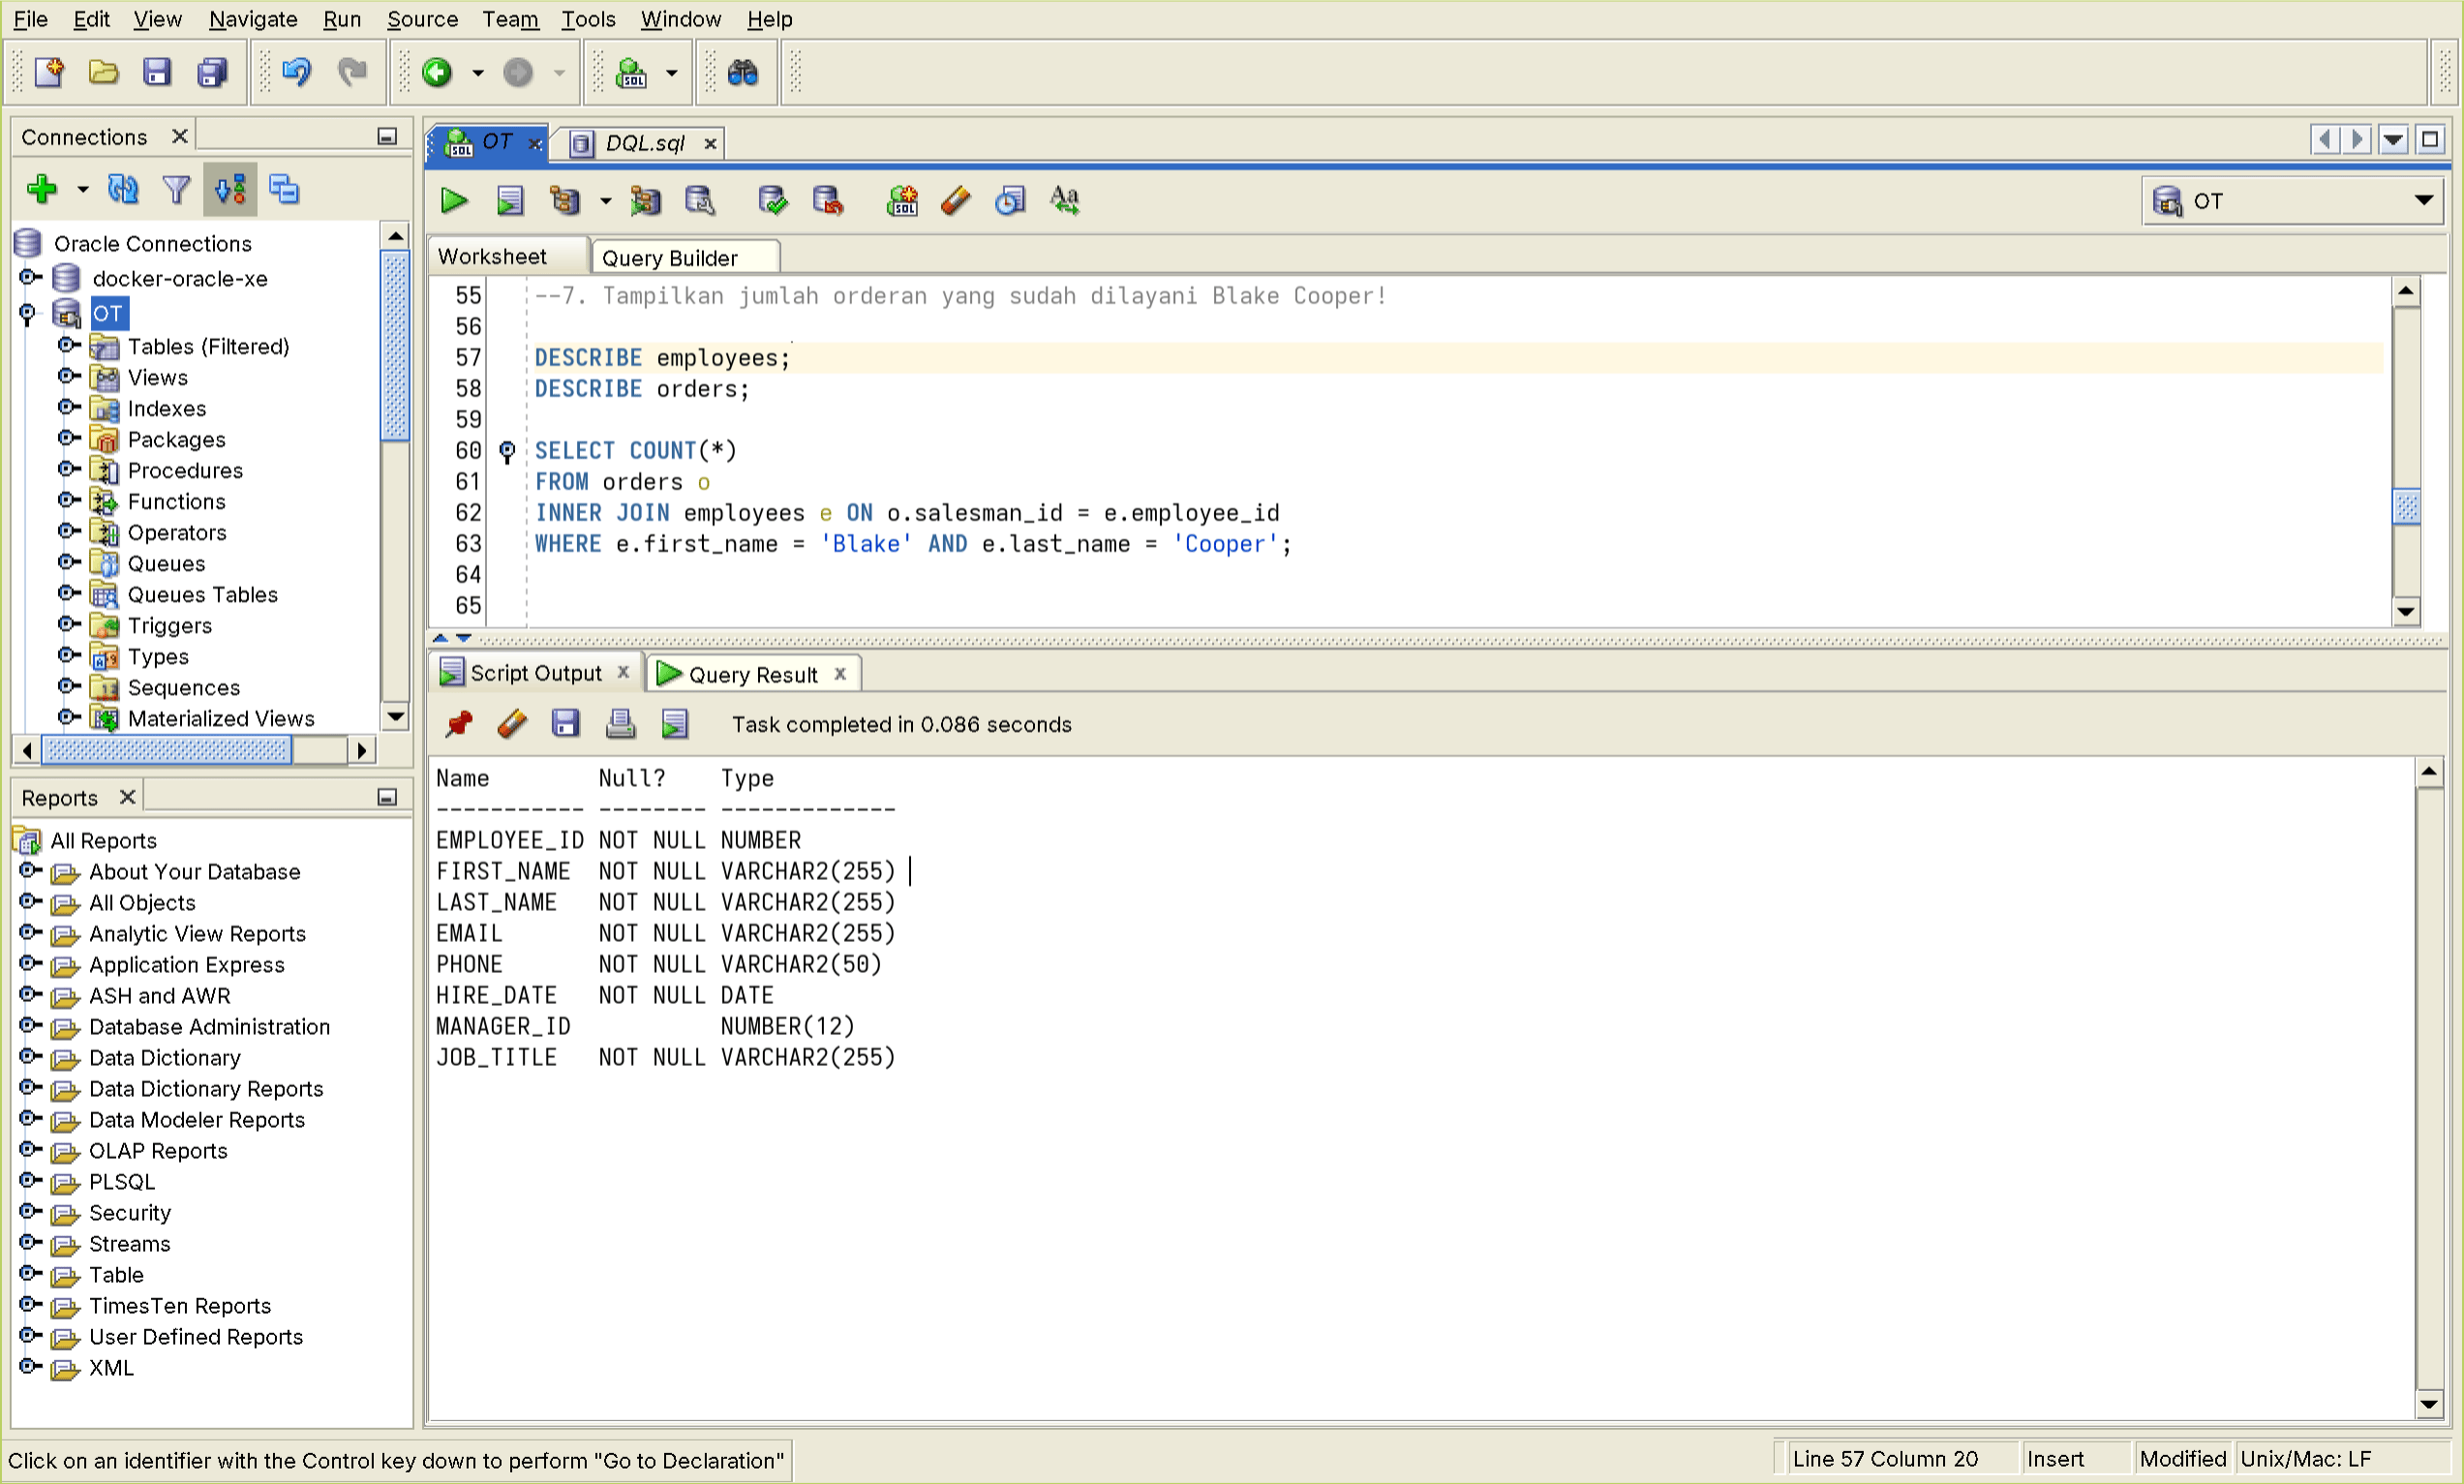 File Edit View Navigate Run Source Team Tools Window Help
Connections
Oracle Connections
docker-oracle-xe
OT
Tables (Filtered)
Views
Indexes
Packages
Procedures
Functions
Operators
Queues
Queues Tables
Triggers
Types
Sequences
Materialized Views
Reports
All Reports
About Your Database
All Objects
Analytic View Reports
Application Express
ASH and AWR
Database Administration
Data Dictionary
Data Dictionary Reports
Data Modeler Reports
OLAP Reports
PLSQL
Security
Streams
Table
TimesTen Reports
User Defined Reports
XML
OT DQL.sql
OT
Worksheet Query Builder
55 --7. Tampilkan jumlah orderan yang sudah dilayani Blake Cooper!
56
57 DESCRIBE employees;
58 DESCRIBE orders;
59
60 SELECT COUNT(*)
61 FROM orders o
62 INNER JOIN employees e ON o.salesman_id = e.employee_id
63 WHERE e.first_name = 'Blake' AND e.last_name = 'Cooper';
64
65
Script Output Query Result
Task completed in 0.086 seconds
Name Null? Type
----------- -------- -------------
EMPLOYEE_ID NOT NULL NUMBER
FIRST_NAME NOT NULL VARCHAR2(255)
LAST_NAME NOT NULL VARCHAR2(255)
EMAIL NOT NULL VARCHAR2(255)
PHONE NOT NULL VARCHAR2(50)
HIRE_DATE NOT NULL DATE
MANAGER_ID NUMBER(12)
JOB_TITLE NOT NULL VARCHAR2(255)
Click on an identifier with the Control key down to perform "Go to Declaration"
Line 57 Column 20 Insert Modified Unix/Mac: LF